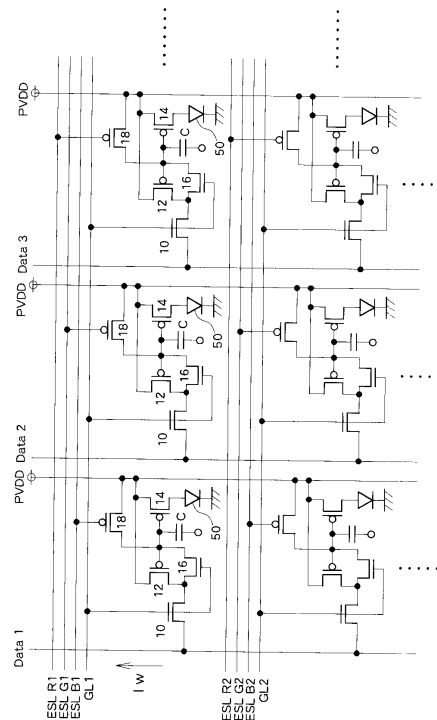 Data 1 PVDD Data 2 PVDD Data 3 PVDD
ESL R1
ESL G1
ESL B1
GL1
18 18 18
12 14 12 14 12 14
C C C
10 16 10 16 10 16
50 50 50
I w
ESL R2
ESL G2
ESL B2
GL2